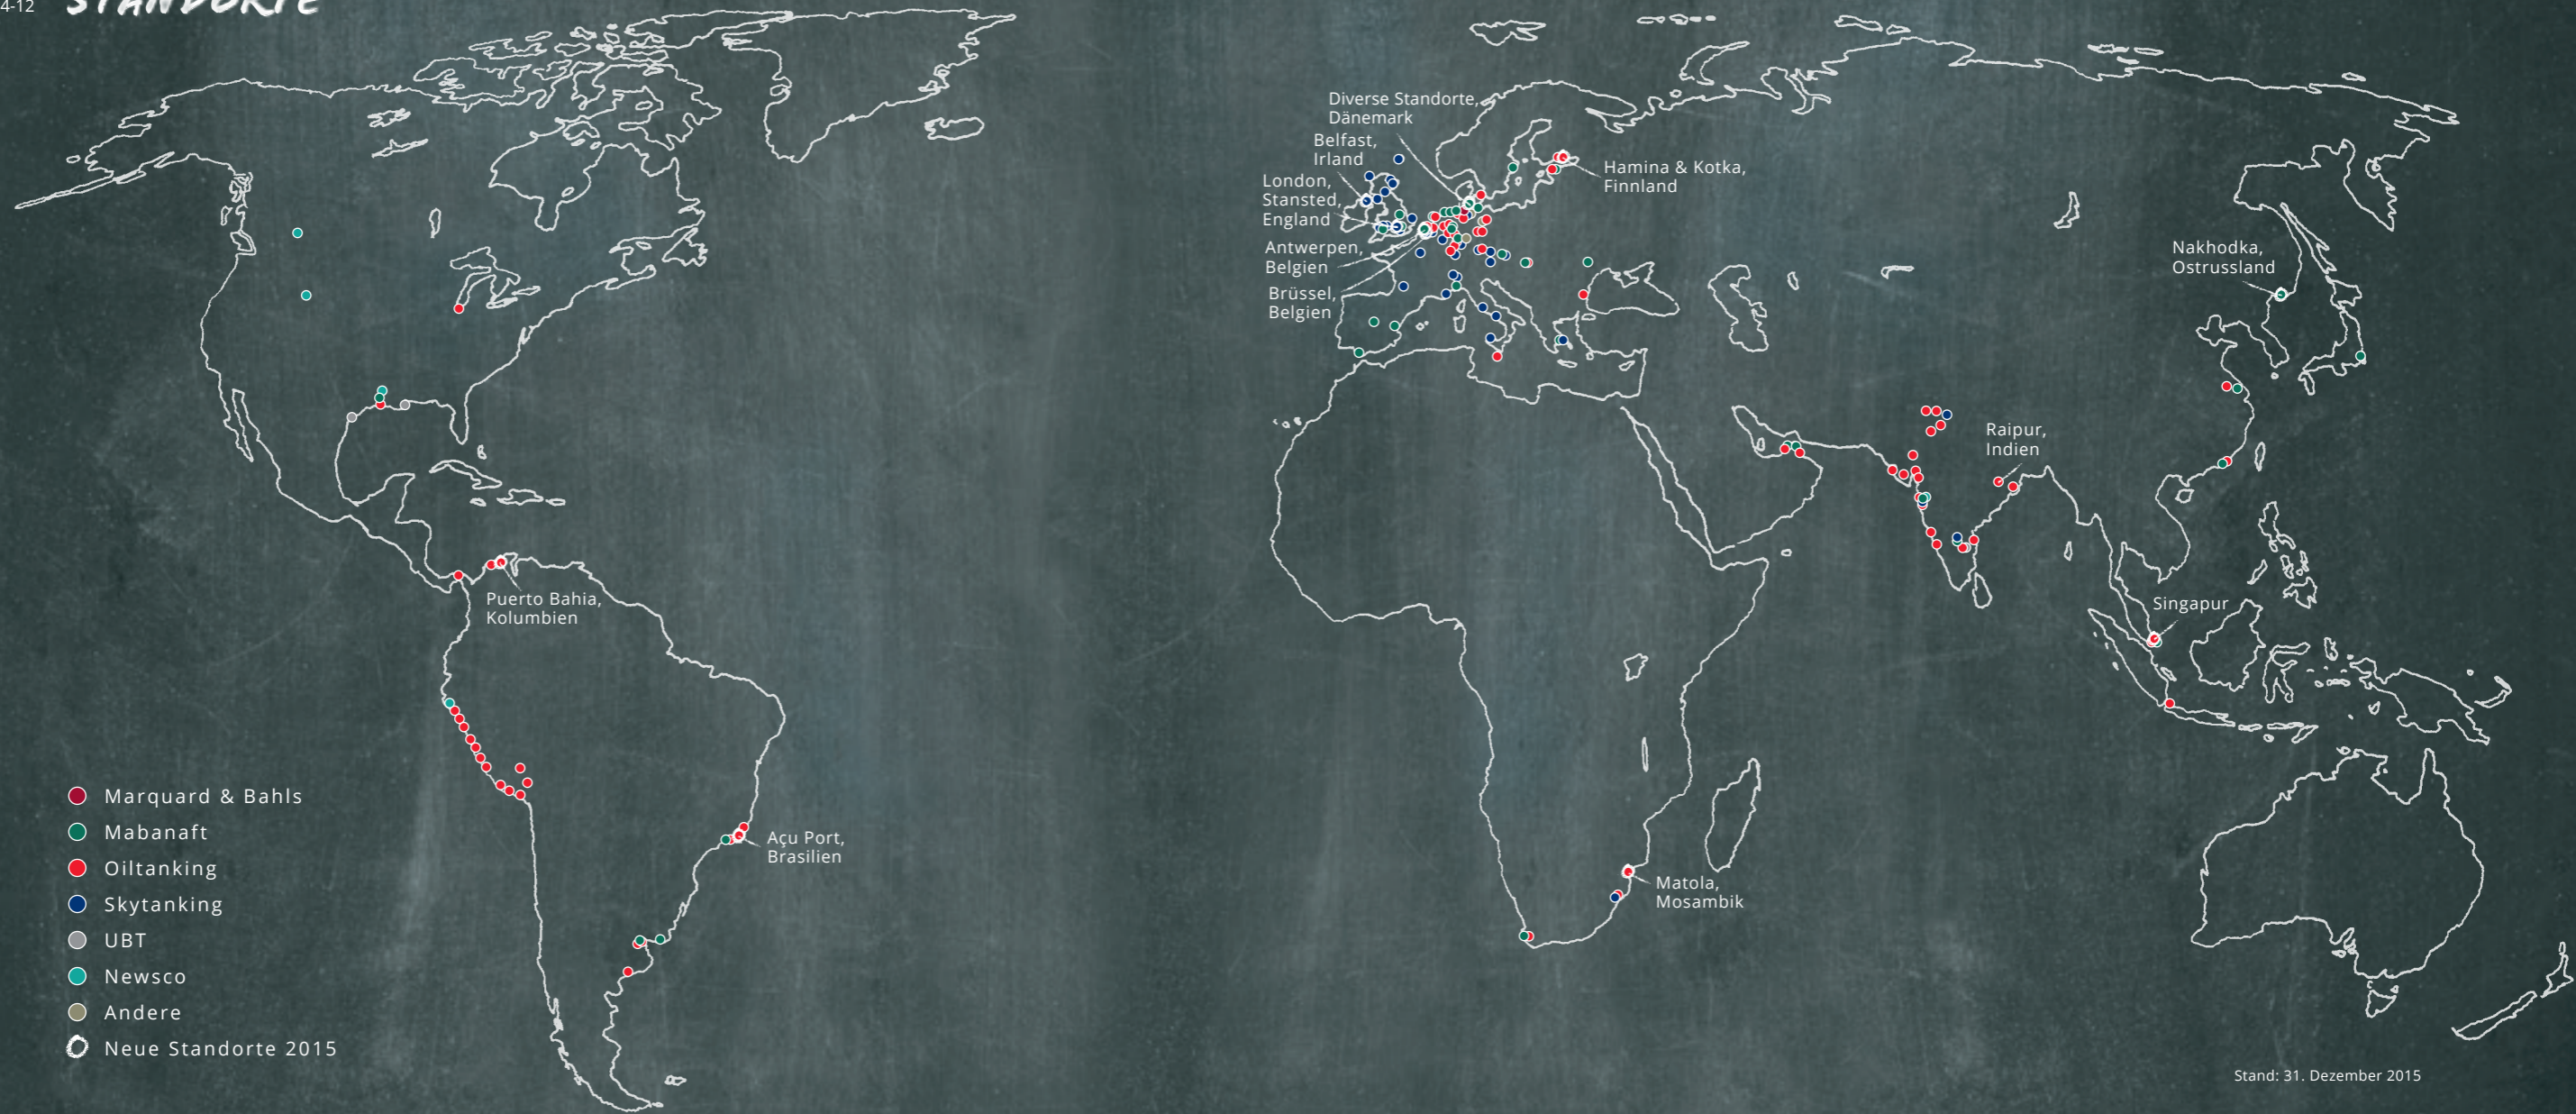 4-12
STANDORTE
Diverse Standorte,
Dänemark
Belfast,
Irland
London,
Stansted,
England
Antwerpen,
Belgien
Brüssel,
Belgien
Hamina & Kotka,
Finnland
Nakhodka,
Ostrussland
Raipur,
Indien
Puerto Bahia,
Kolumbien
Singapur
Açu Port,
Brasilien
Matola,
Mosambik
Marquard & Bahls
Mabanaft
Oiltanking
Skytanking
UBT
Newsco
Andere
Neue Standorte 2015
Stand: 31. Dezember 2015